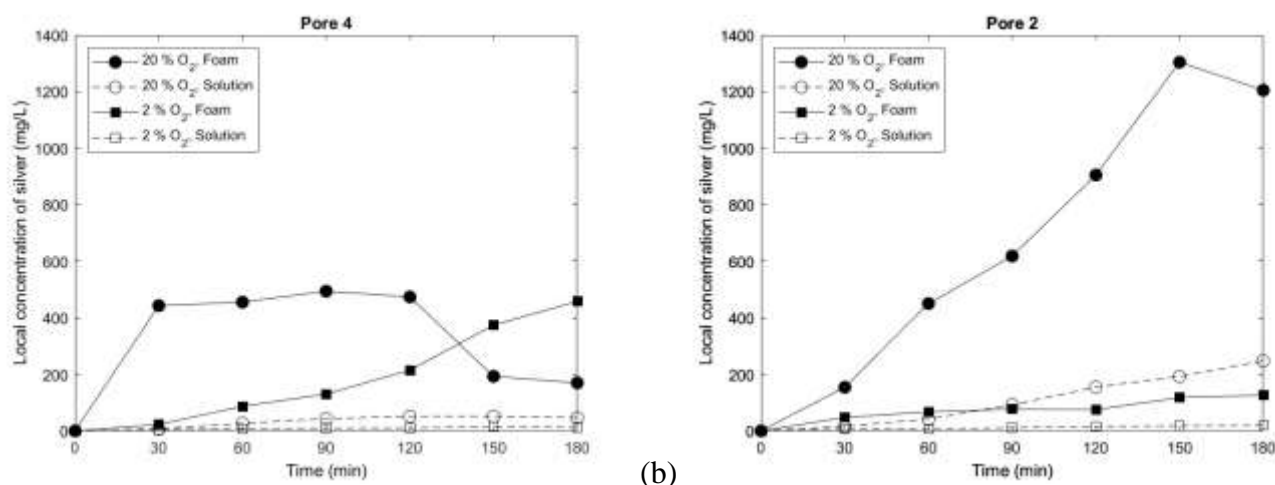 Pore 4
1400
1200
1000
800
600
400
200
0
Local concentration of silver (mg/L)
20 % O2, Foam
20 % O2, Solution
2 % O2, Foam
2 % O2, Solution
0 30 60 90 120 150 180
Time (min)
(b)
Pore 2
1400
1200
1000
800
600
400
200
0
Local concentration of silver (mg/L)
20 % O2, Foam
20 % O2, Solution
2 % O2, Foam
2 % O2, Solution
0 30 60 90 120 150 180
Time (min)